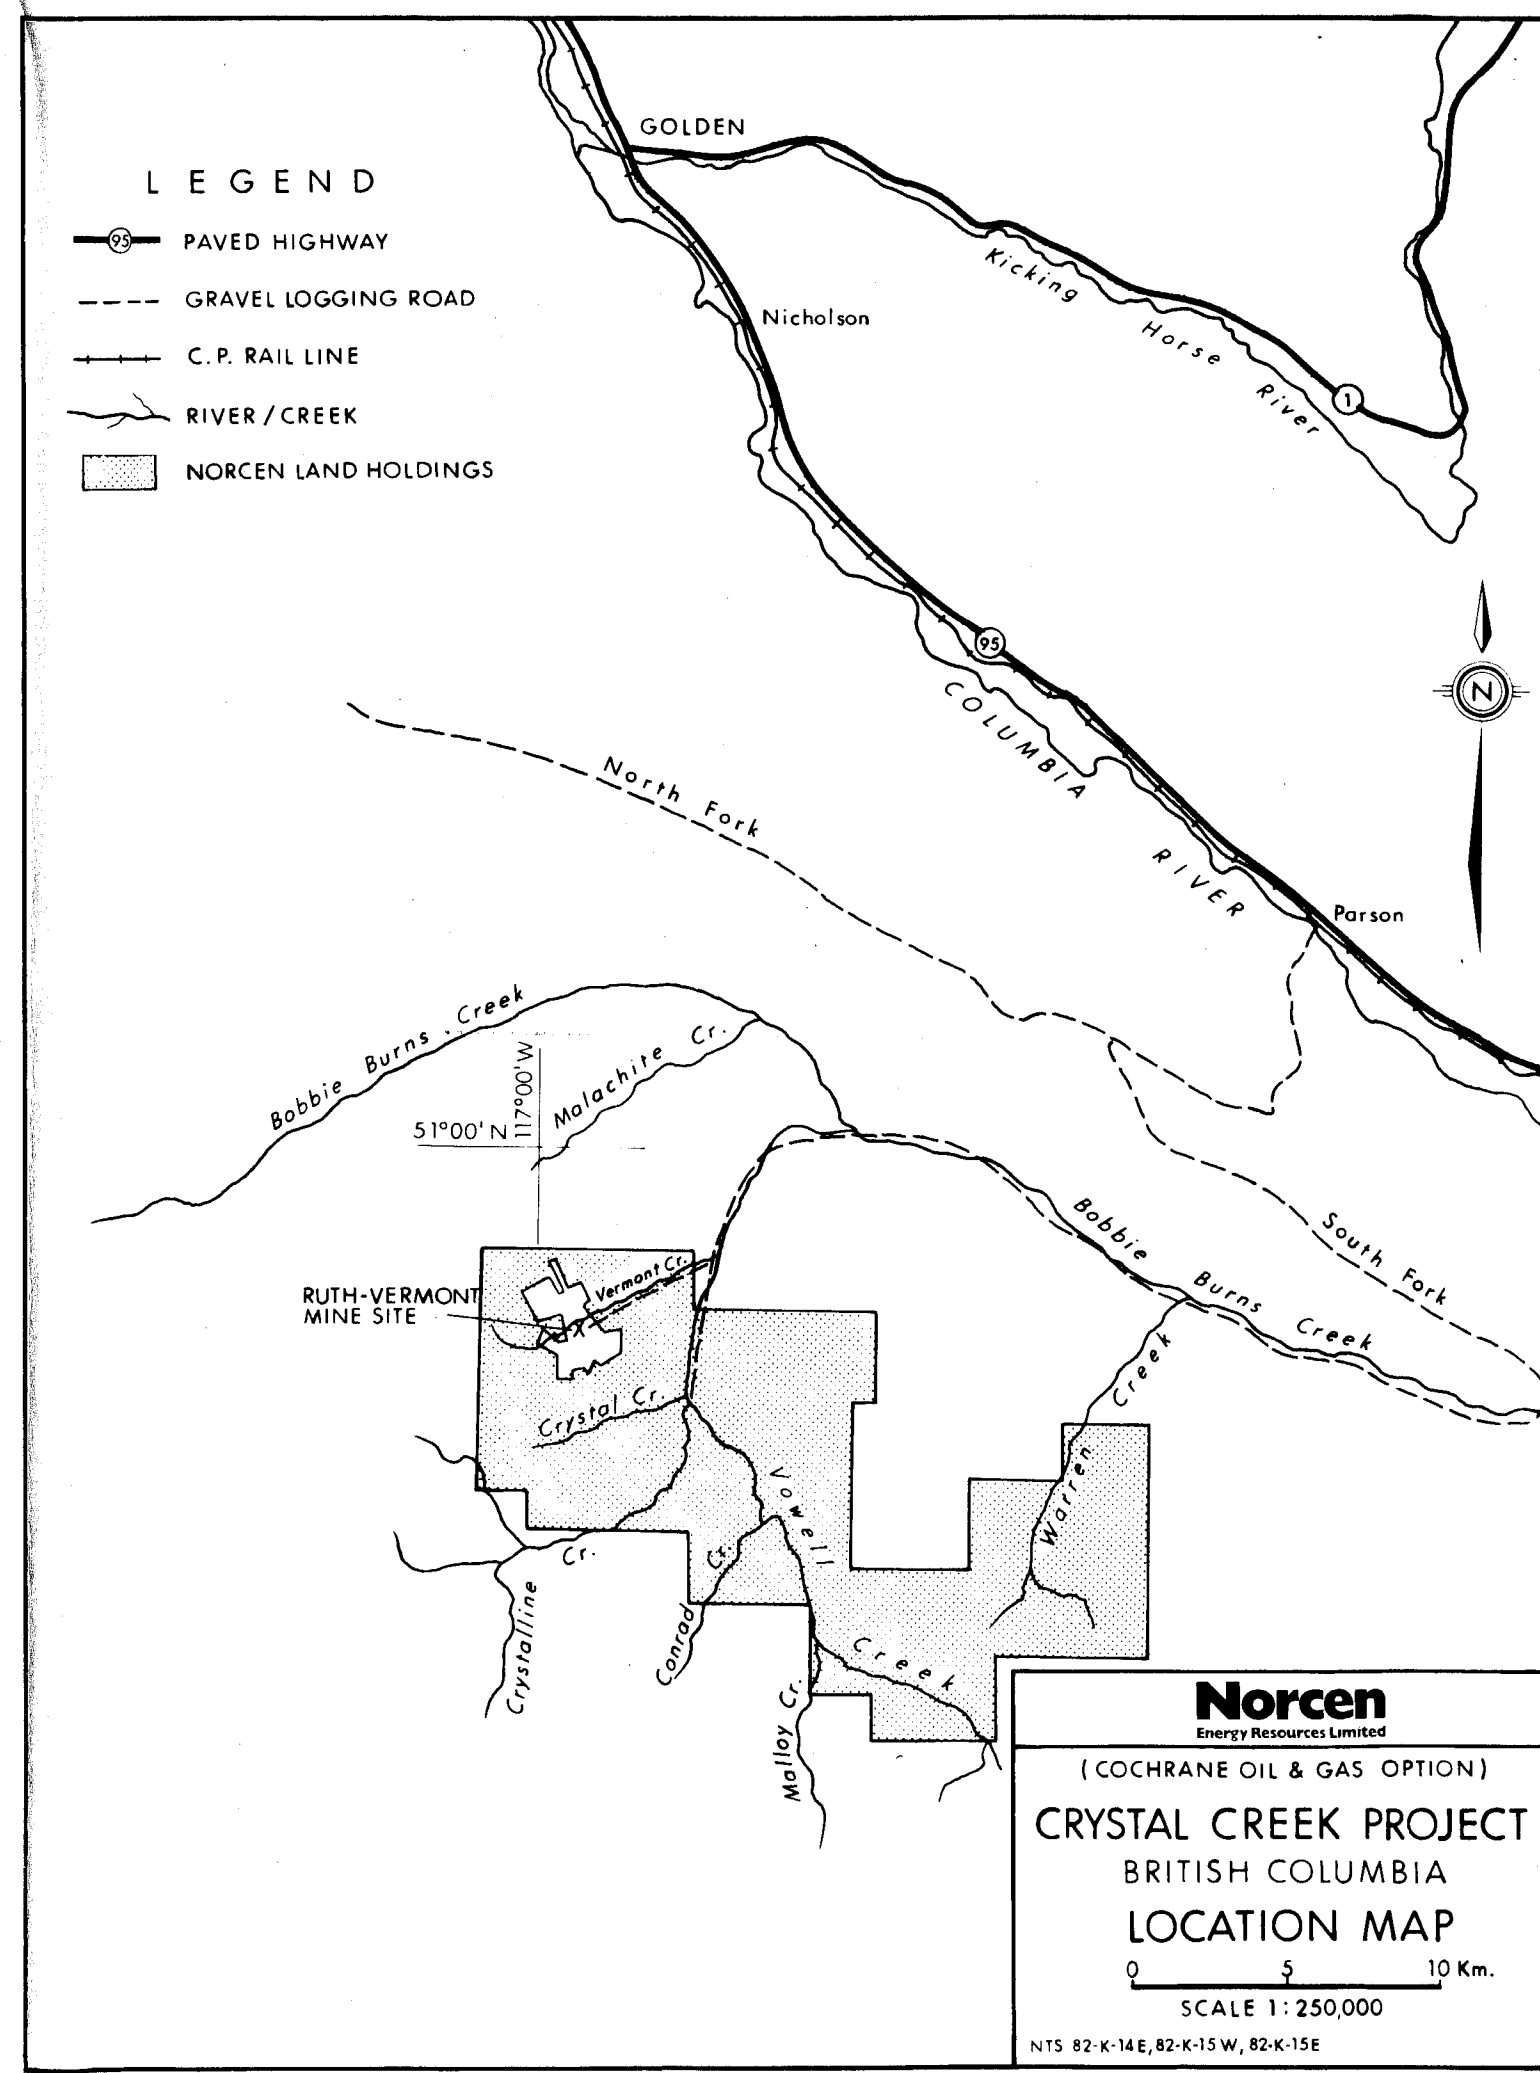 GOLDEN
LEGEND
95 PAVED HIGHWAY
GRAVEL LOGGING ROAD
C.P. RAIL LINE
RIVER/CREEK
NORCEN LAND HOLDINGS
Kicking Horse River
1
Nicholson
95
COLUMBIA RIVER
N
North Fork
Parson
Bobbie Burns Creek
Malachite Cr.
117°00'W
51°00'N
Bobbie Burns Creek
South Fork
RUTH-VERMONT
MINE SITE
Vermont Cr.
Crystal Cr.
Warren Creek
Vowell Creek
Crystalline Cr.
Conrad Cr.
Malloy Cr.
Norcen
Energy Resources Limited
(COCHRANE OIL & GAS OPTION)
CRYSTAL CREEK PROJECT
BRITISH COLUMBIA
LOCATION MAP
0 5 10 Km.
SCALE 1:250,000
NTS 82-K-14E, 82-K-15W, 82-K-15E